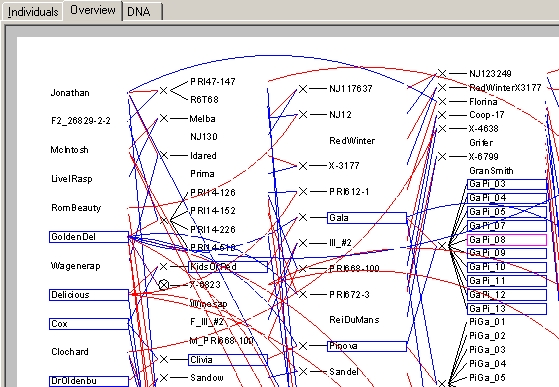 Individuals Overview DNA
Jonathan
F2_26829-2-2
McIntosh
LivelRasp
RomBeauty
GoldenDel
Wagenerap
Delicious
Cox
Clochard
DrOldenbu
PRI47-147
R6T68
Melba
NJ130
Idared
Prima
PRI14-126
PRI14-152
PRI14-226
PRI14-510
KidsOrRed
X-6823
Winesap
F_III_#2
M_PRI668-100
Clivia
Sandow
NJ117637
NJ12
RedWinter
X-3177
PRI612-1
Gala
III_#2
PRI668-100
PRI672-3
ReiDuMans
Pinova
Sandel
NJ123249
RedWinterX3177
Florina
Coop-17
X-4638
Grifer
X-6799
GranSmith
GaPi_03
GaPi_04
GaPi_05
GaPi_07
GaPi_08
GaPi_09
GaPi_10
GaPi_11
GaPi_12
GaPi_13
PiGa_01
PiGa_02
PiGa_03
PiGa_04
PiGa_05